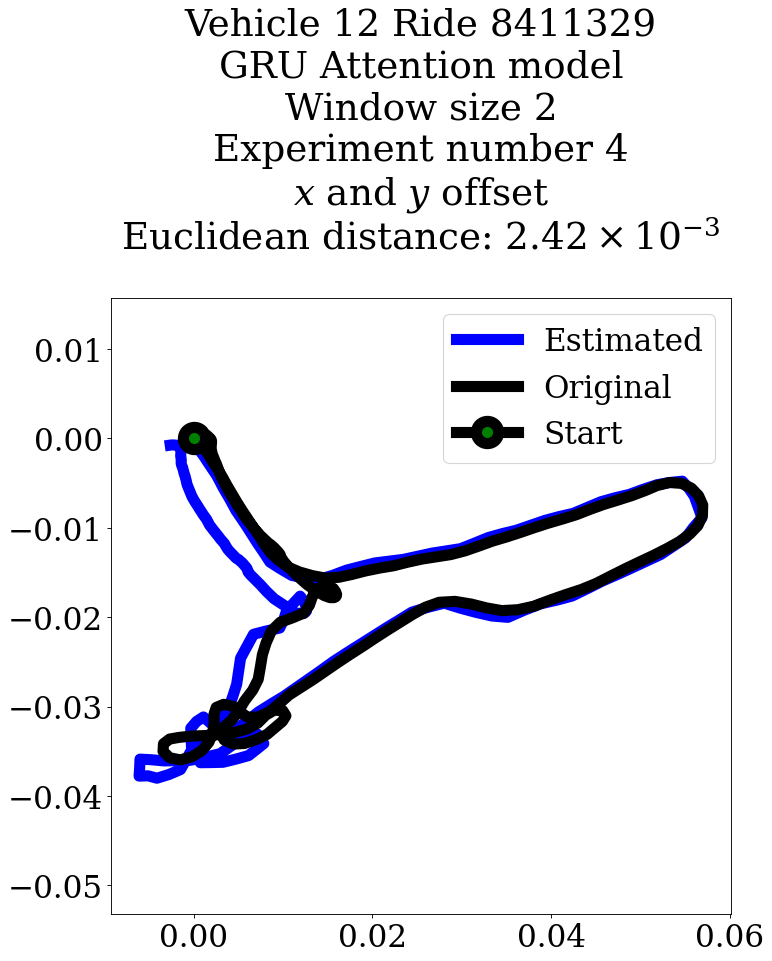 Vehicle 12 Ride 8411329
GRU Attention model
Window size 2
Experiment number 4
x and y offset
Euclidean distance: 2.42 × 10⁻³
Estimated
Original
Start
0.01
0.00
−0.01
−0.02
−0.03
−0.04
−0.05
0.00 0.02 0.04 0.06